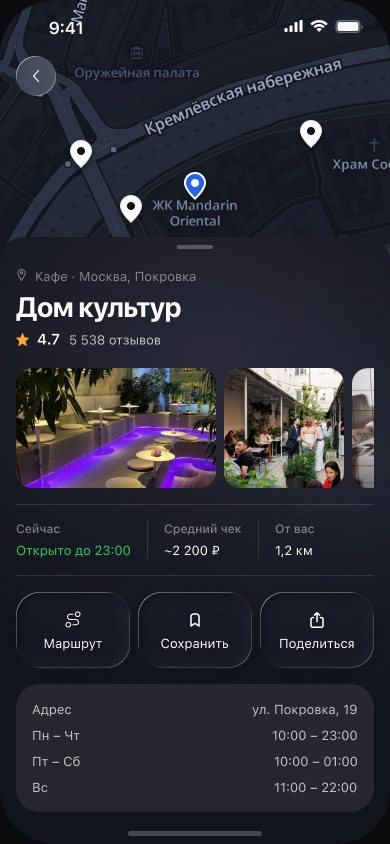 9:41
Оружейная палата
Кремлёвская набережная
ЖК Mandarin
Oriental
Кафе · Москва, Покровка
Дом культур
4.7 5 538 отзывов
Сейчас Средний чек От вас
Открыто до 23:00 ~2 200 ₽ 1,2 км
Маршрут Сохранить Поделиться
Адрес ул. Покровка, 19
Пн – Чт 10:00 – 23:00
Пт – Сб 10:00 – 01:00
Вс 11:00 – 22:00